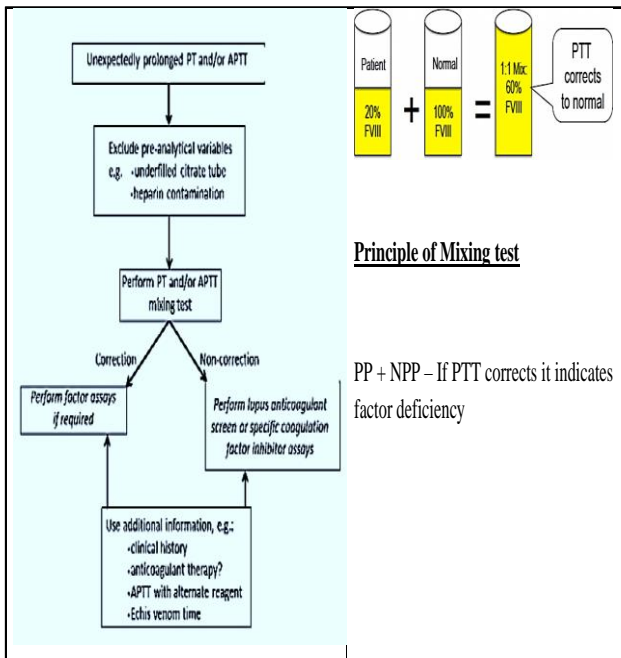 Unexpectedly prolonged PT and/or APTT
Exclude pre-analytical variables
e.g. •underfilled citrate tube
•heparin contamination
Perform PT and/or APTT
mixing test
Correction
Non-correction
Perform factor assays
if required
Perform lupus anticoagulant
screen or specific coagulation
factor inhibitor assays
Use additional information, e.g.:
•clinical history
•anticoagulant therapy?
•APTT with alternate reagent
•Echis venom time
Patient
20%
FVIII
+
Normal
100%
FVIII
=
1:1 Mix:
60%
FVIII
PTT
corrects
to normal
Principle of Mixing test
PP + NPP – If PTT corrects it indicates
factor deficiency